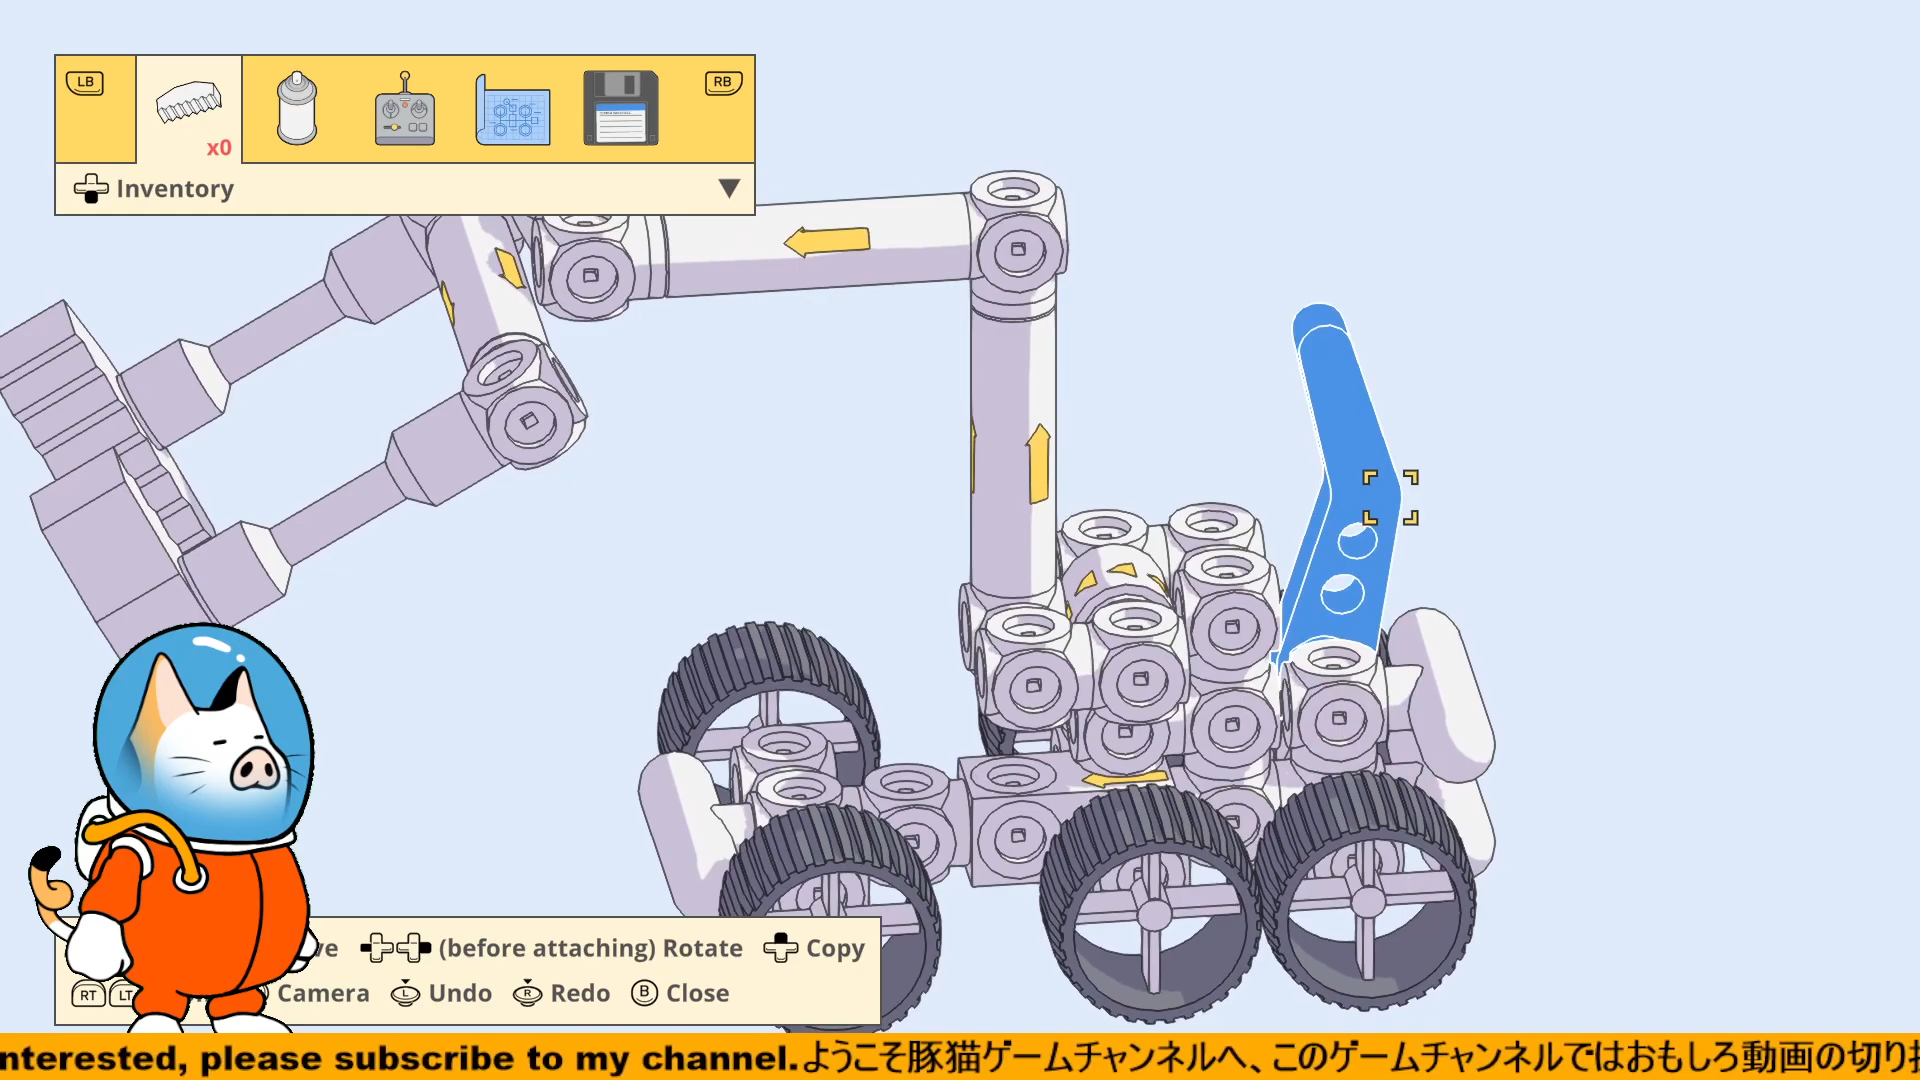 LB
RB
x0
Inventory
ve (before attaching) Rotate Copy
RT LT Camera L Undo R Redo B Close
nterested, please subscribe to my channel.ようこそ豚猫ゲームチャンネルへ、このゲームチャンネルではおもしろ動画の切り